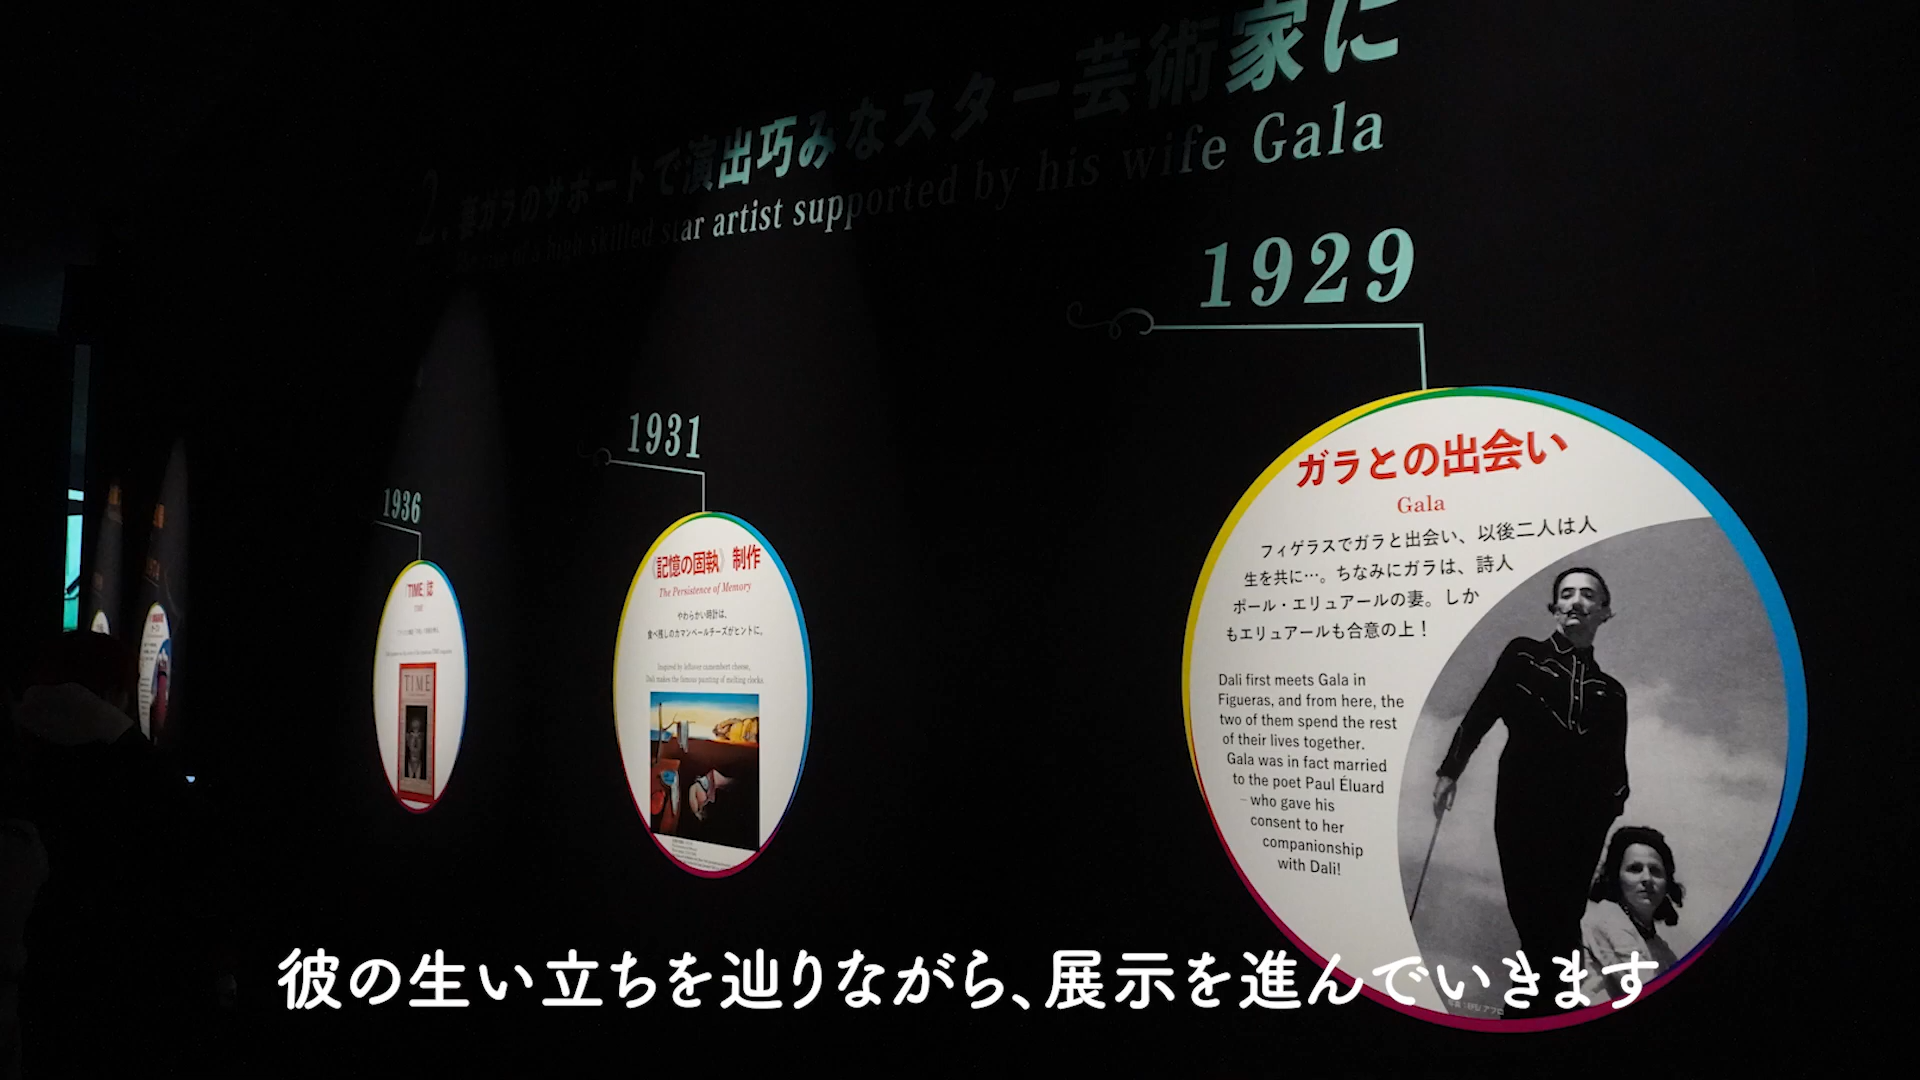 2. 妻ガラのサポートで演出巧みなスター芸術家に
star artist supported by his wife Gala
1929
ガラとの出会い
Gala
フィゲラスでガラと出会い、以後二人は人
生を共に…。ちなみにガラは、詩人
ポール・エリュアールの妻。しか
もエリュアールも合意の上！
Dali first meets Gala in
Figueras, and from here, the
two of them spend the rest
of their lives together.
Gala was in fact married
to the poet Paul Éluard
– who gave his
consent to her
companionship
with Dali!
1931
《記憶の固執》制作
The Persistence of Memory
やわらかい時計は、
食べ残しのカマンベールチーズがヒントに。
Inspired by leftover camembert cheese,
Dali makes the famous painting of melting clocks.
1936
「TIME」誌
TIME
TIME
彼の生い立ちを辿りながら、展示を進んでいきます